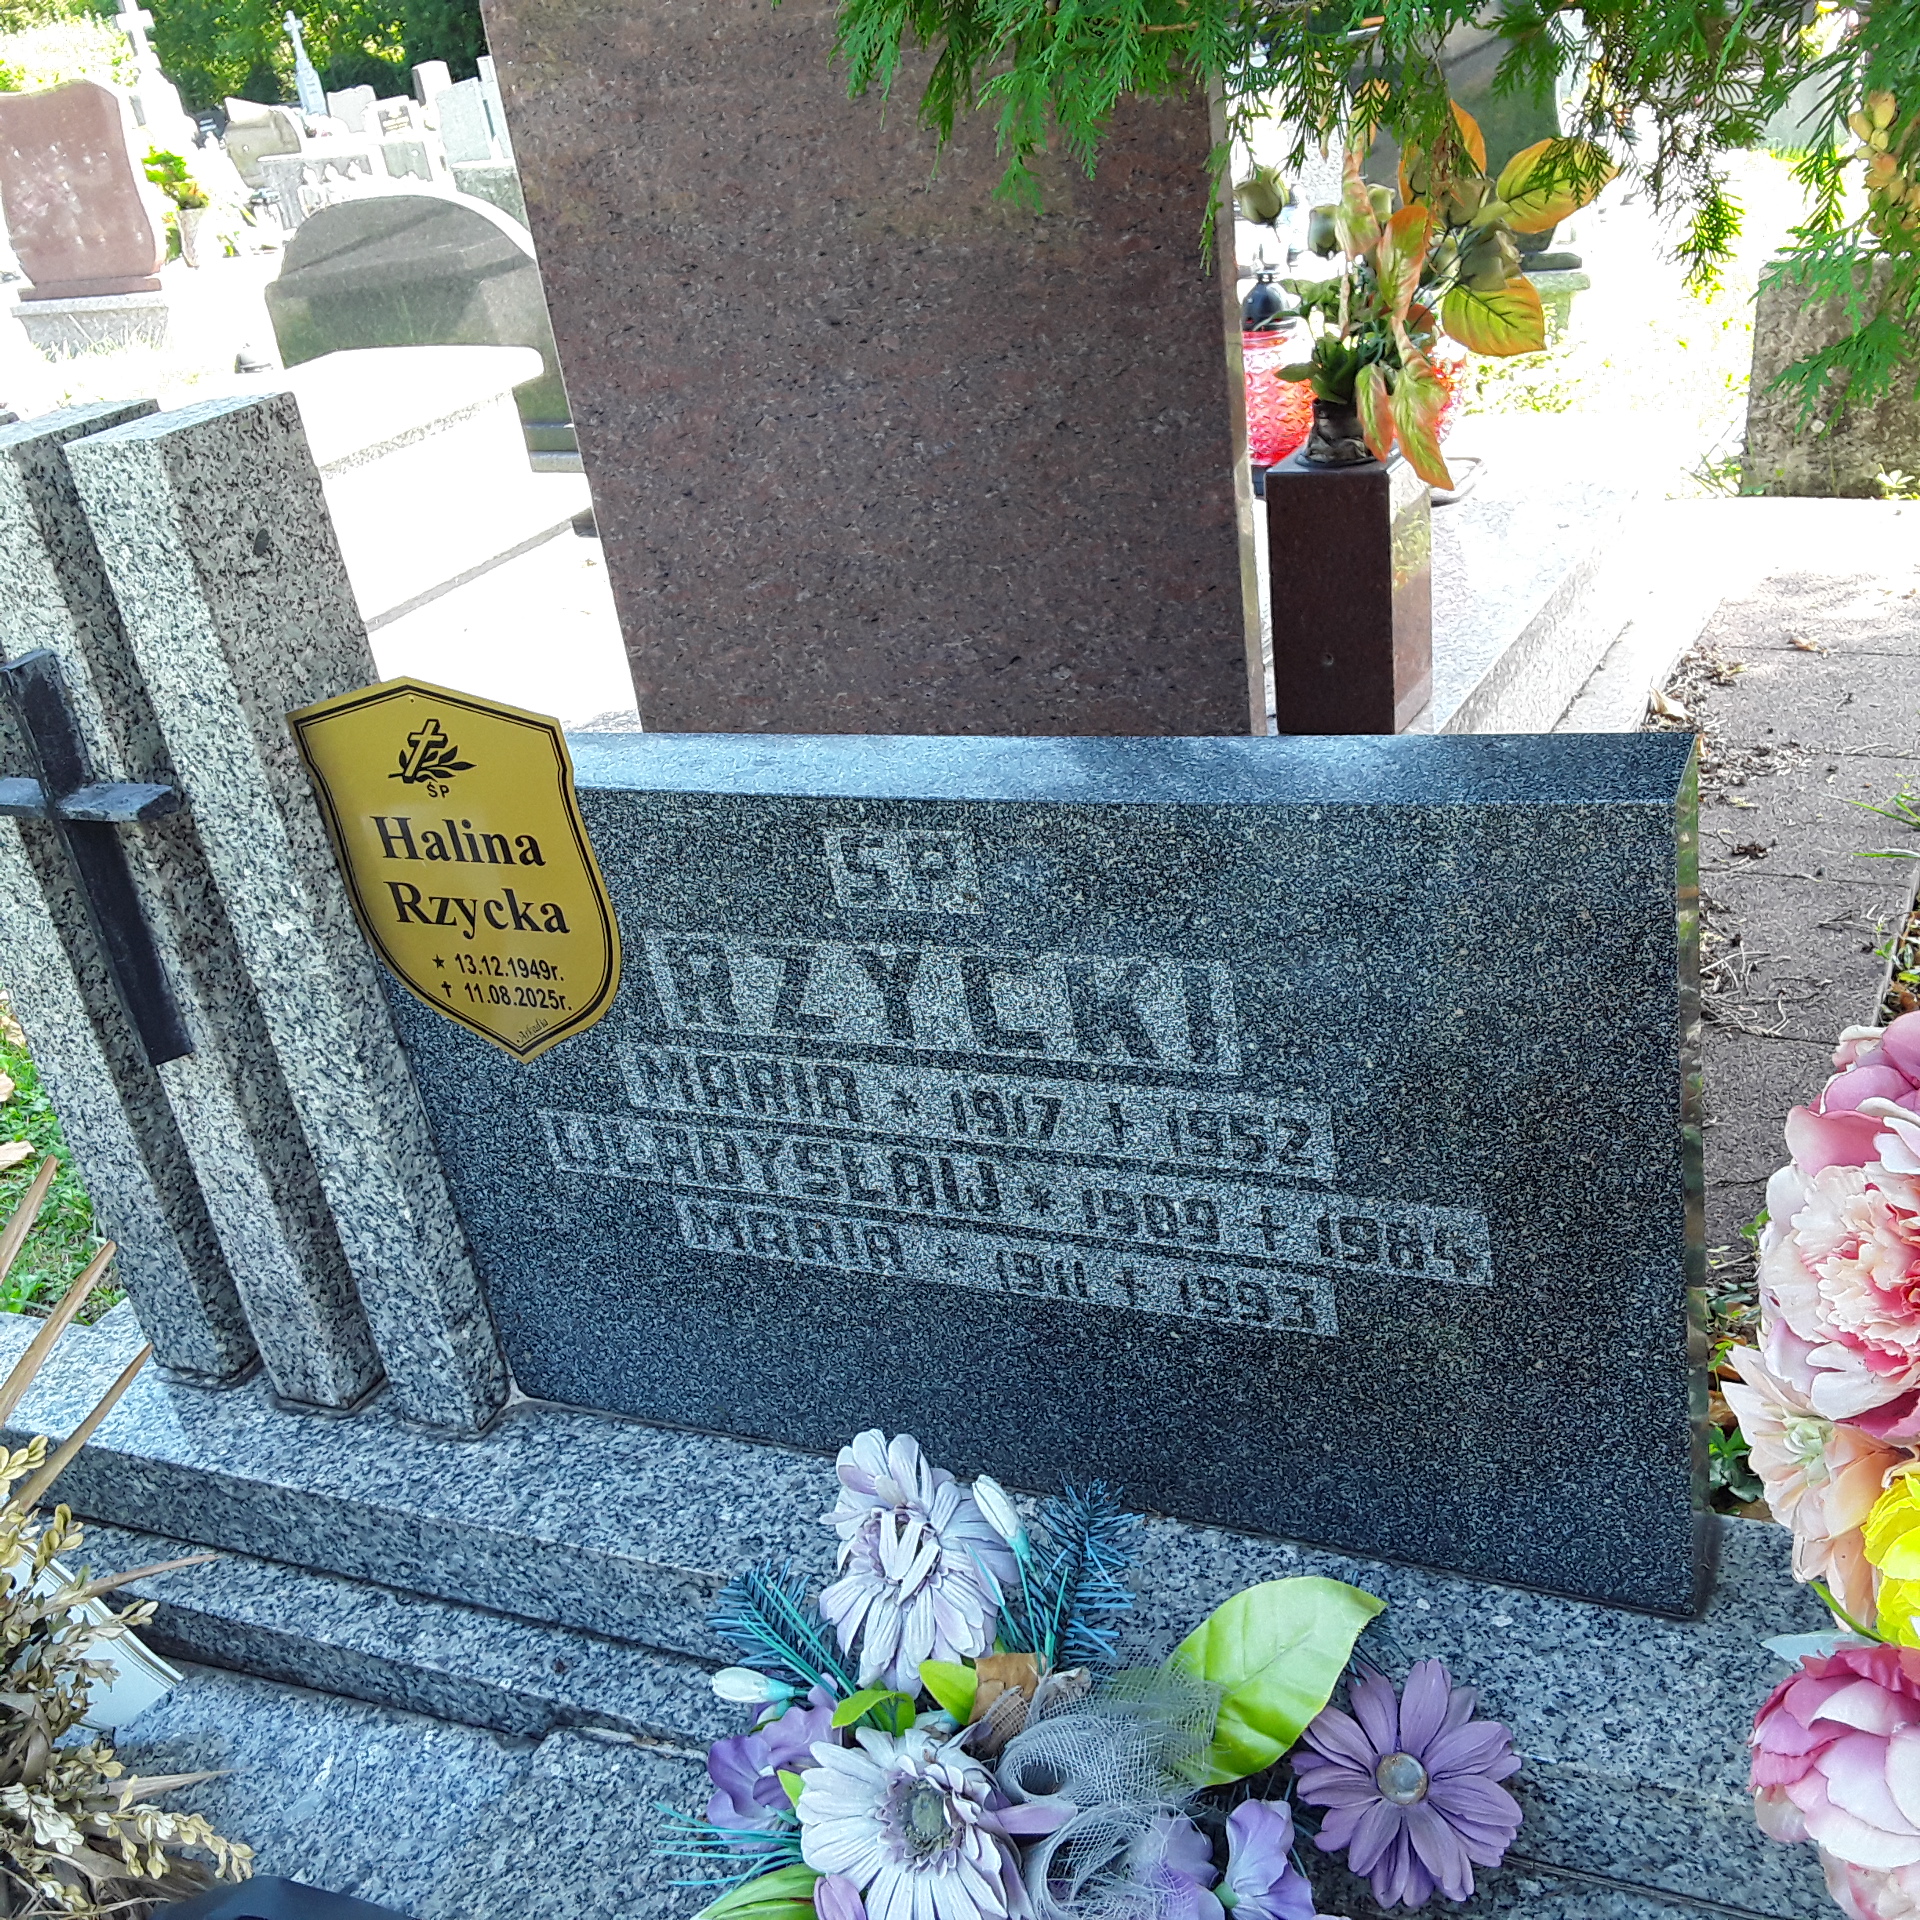 ŚP
Halina
Rzycka
★ 13.12.1949r.
✝ 11.08.2025r.
Arkadia
ŚP.
RZYCKI
MARIA * 1917 ✝ 1952
WŁADYSŁAW * 1909 ✝ 1984
MARIA * 1911 ✝ 1993